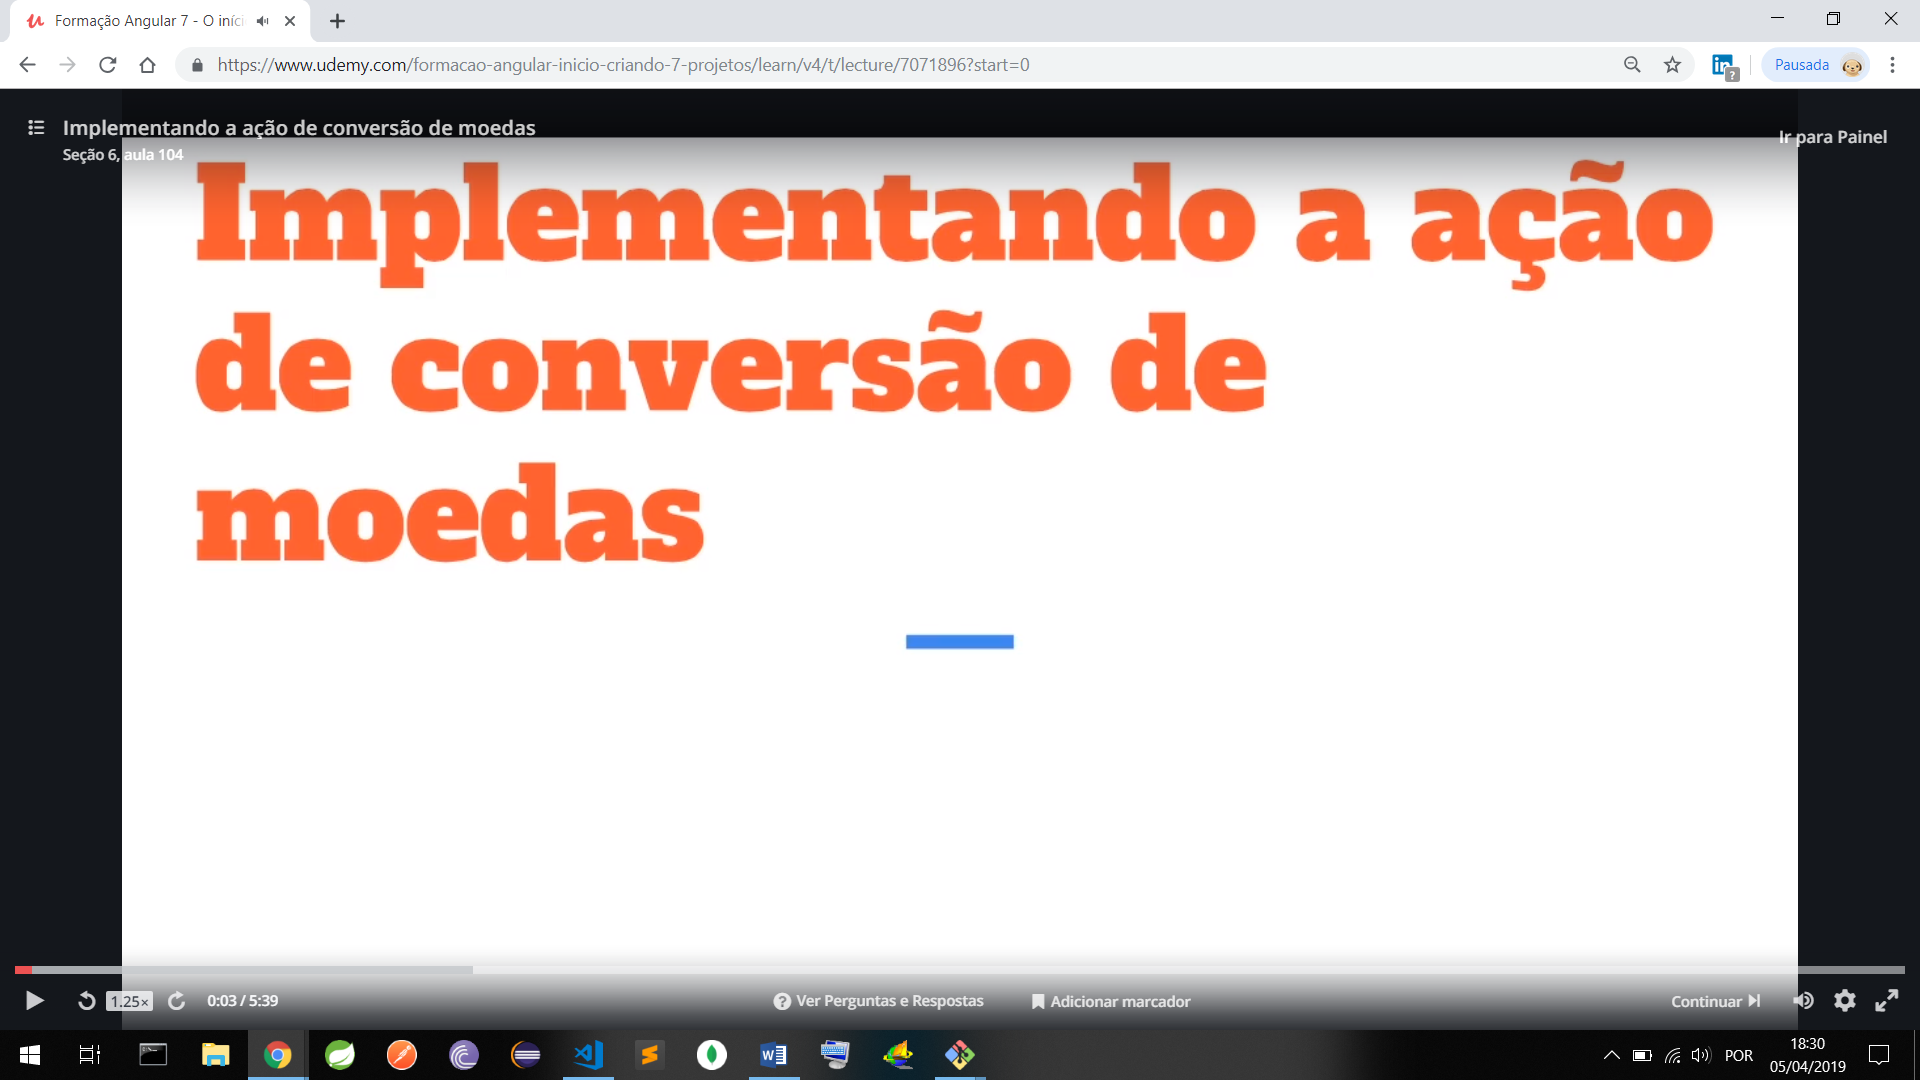 Formação Angular 7 - O iníc
https://www.udemy.com/formacao-angular-inicio-criando-7-projetos/learn/v4/t/lecture/7071896?start=0
Pausada
Implementando a ação de conversão de moedas
Seção 6, aula 104
Ir para Painel
Implementando a ação
de conversão de
moedas
1.25×
0:03 / 5:39
Ver Perguntas e Respostas
Adicionar marcador
Continuar
POR
18:30
05/04/2019